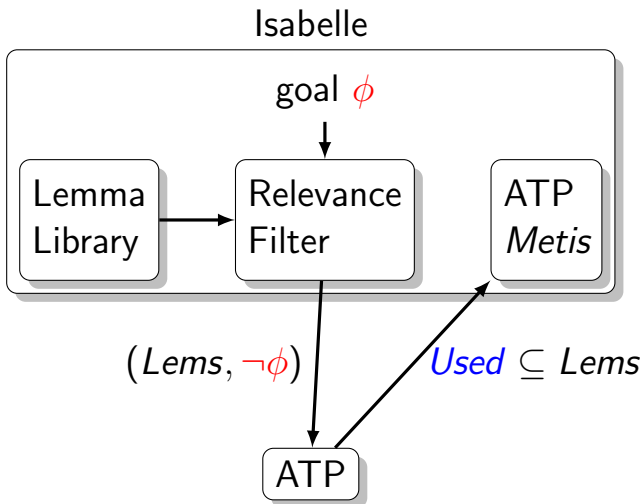 Isabelle
goal ϕ
Lemma
Library
Relevance
Filter
ATP
Metis
(Lems, ¬ϕ)
Used ⊆ Lems
ATP